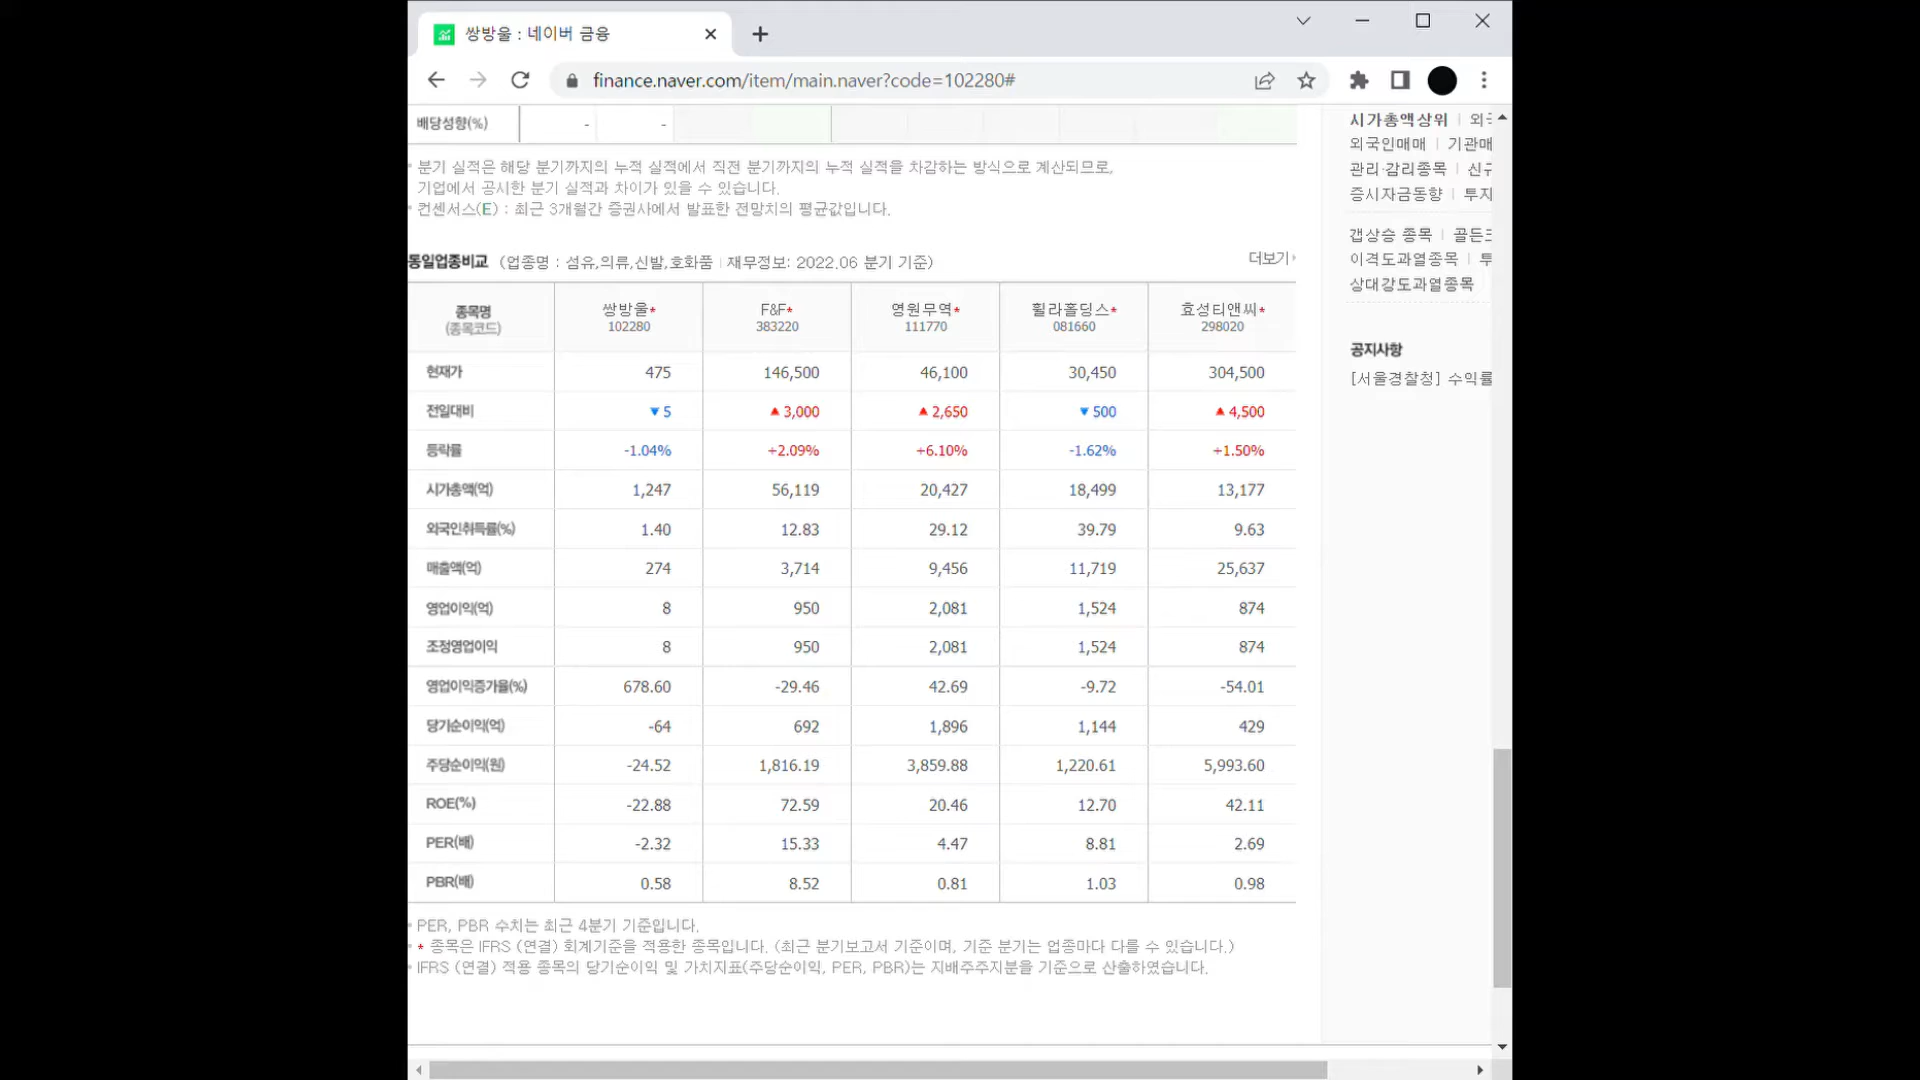 쌍방울 : 네이버 금융
finance.naver.com/item/main.naver?code=102280#
배당성향(%) - -
* 분기 실적은 해당 분기까지의 누적 실적에서 직전 분기까지의 누적 실적을 차감하는 방식으로 계산되므로,
기업에서 공시한 분기 실적과 차이가 있을 수 있습니다.
* 컨센서스(E) : 최근 3개월간 증권사에서 발표한 전망치의 평균값입니다.
동일업종비교 (업종명 : 섬유,의류,신발,호화품 | 재무정보: 2022.06 분기 기준) 더보기
종목명 쌍방울* F&F* 영원무역* 휠라홀딩스* 효성티앤씨*
(종목코드) 102280 383220 111770 081660 298020
현재가 475 146,500 46,100 30,450 304,500
전일대비 ▼5 ▲3,000 ▲2,650 ▼500 ▲4,500
등락률 -1.04% +2.09% +6.10% -1.62% +1.50%
시가총액(억) 1,247 56,119 20,427 18,499 13,177
외국인취득률(%) 1.40 12.83 29.12 39.79 9.63
매출액(억) 274 3,714 9,456 11,719 25,637
영업이익(억) 8 950 2,081 1,524 874
조정영업이익 8 950 2,081 1,524 874
영업이익증가율(%) 678.60 -29.46 42.69 -9.72 -54.01
당기순이익(억) -64 692 1,896 1,144 429
주당순이익(원) -24.52 1,816.19 3,859.88 1,220.61 5,993.60
ROE(%) -22.88 72.59 20.46 12.70 42.11
PER(배) -2.32 15.33 4.47 8.81 2.69
PBR(배) 0.58 8.52 0.81 1.03 0.98
* PER, PBR 수치는 최근 4분기 기준입니다.
* * 종목은 IFRS (연결) 회계기준을 적용한 종목입니다. (최근 분기보고서 기준이며, 기준 분기는 업종마다 다를 수 있습니다.)
* IFRS (연결) 적용 종목의 당기순이익 및 가치지표(주당순이익, PER, PBR)는 지배주주지분을 기준으로 산출하였습니다.
시가총액상위 | 외
외국인매매 | 기관매
관리·감리종목 | 신규
증시자금동향 | 투자
갭상승 종목 | 골든
이격도과열종목 | 투
상대강도과열종목
공지사항
[서울경찰청] 수익률